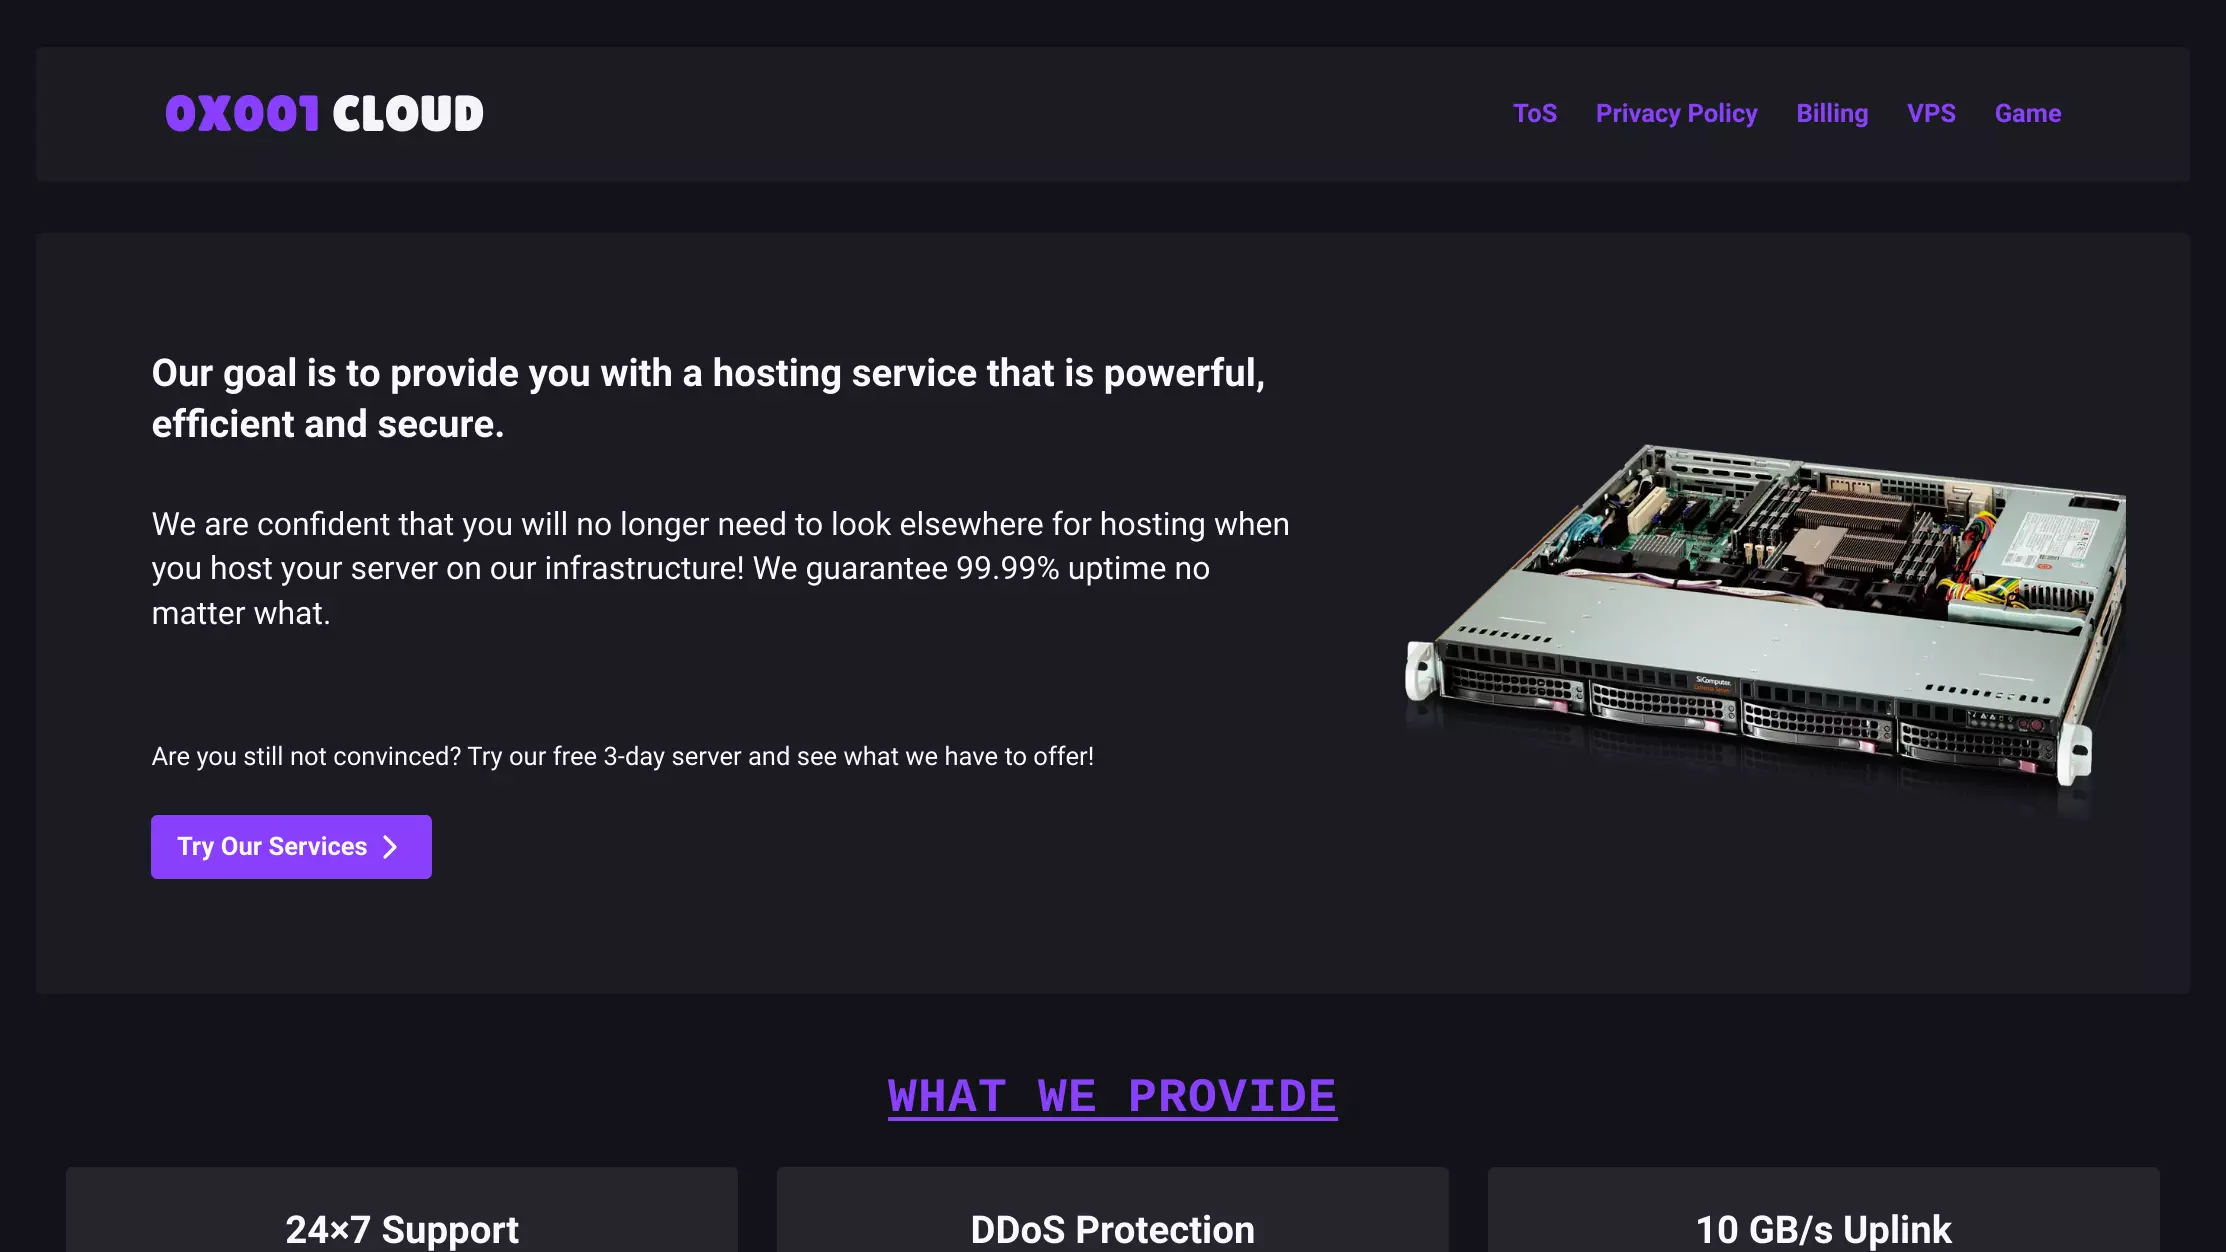 0X001 CLOUD
ToS Privacy Policy Billing VPS Game
Our goal is to provide you with a hosting service that is powerful,
efficient and secure.
We are confident that you will no longer need to look elsewhere for hosting when
you host your server on our infrastructure! We guarantee 99.99% uptime no
matter what.
SiComputer.
Are you still not convinced? Try our free 3-day server and see what we have to offer!
Try Our Services
WHAT WE PROVIDE
24×7 Support
DDoS Protection
10 GB/s Uplink